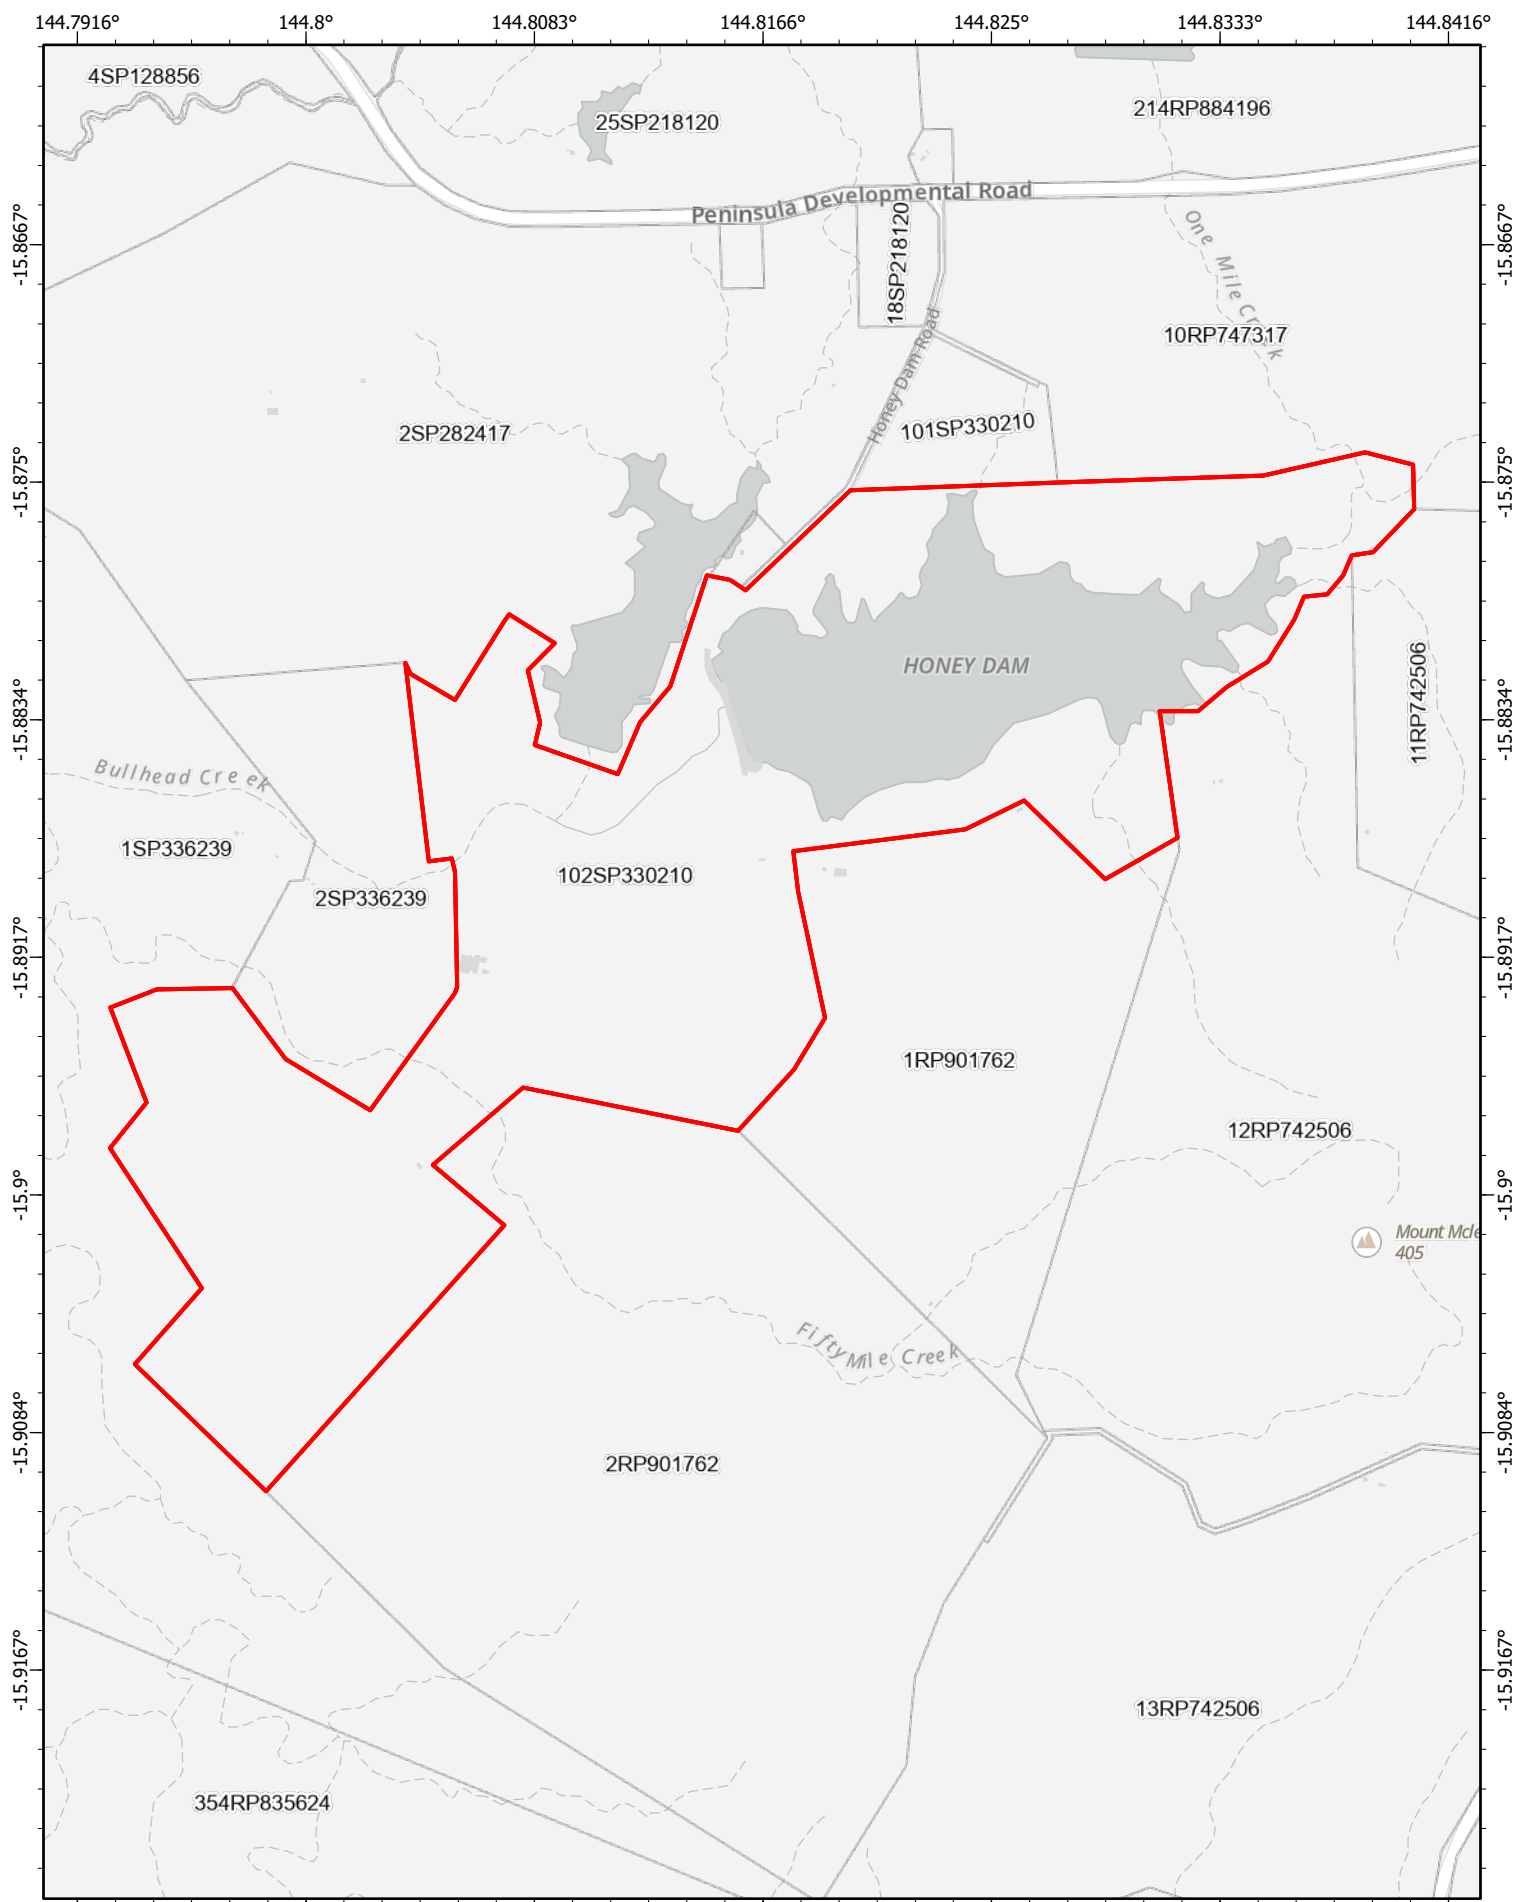 144.7916° 144.8° 144.8083° 144.8166° 144.825° 144.8333° 144.8416°
4SP128856
25SP218120
214RP884196
Peninsula Developmental Road
18SP218120
One Mile Creek
-15.8667° -15.8667°
10RP747317
Honey Dam Road
2SP282417
101SP330210
-15.875° -15.875°
HONEY DAM
11RP742506
-15.8834° -15.8834°
Bullhead Creek
1SP336239
102SP330210
2SP336239
-15.8917° -15.8917°
1RP901762
12RP742506
-15.9° -15.9°
Mount Mcle
405
Fifty Mile Creek
-15.9084° -15.9084°
2RP901762
-15.9167° -15.9167°
13RP742506
354RP835624